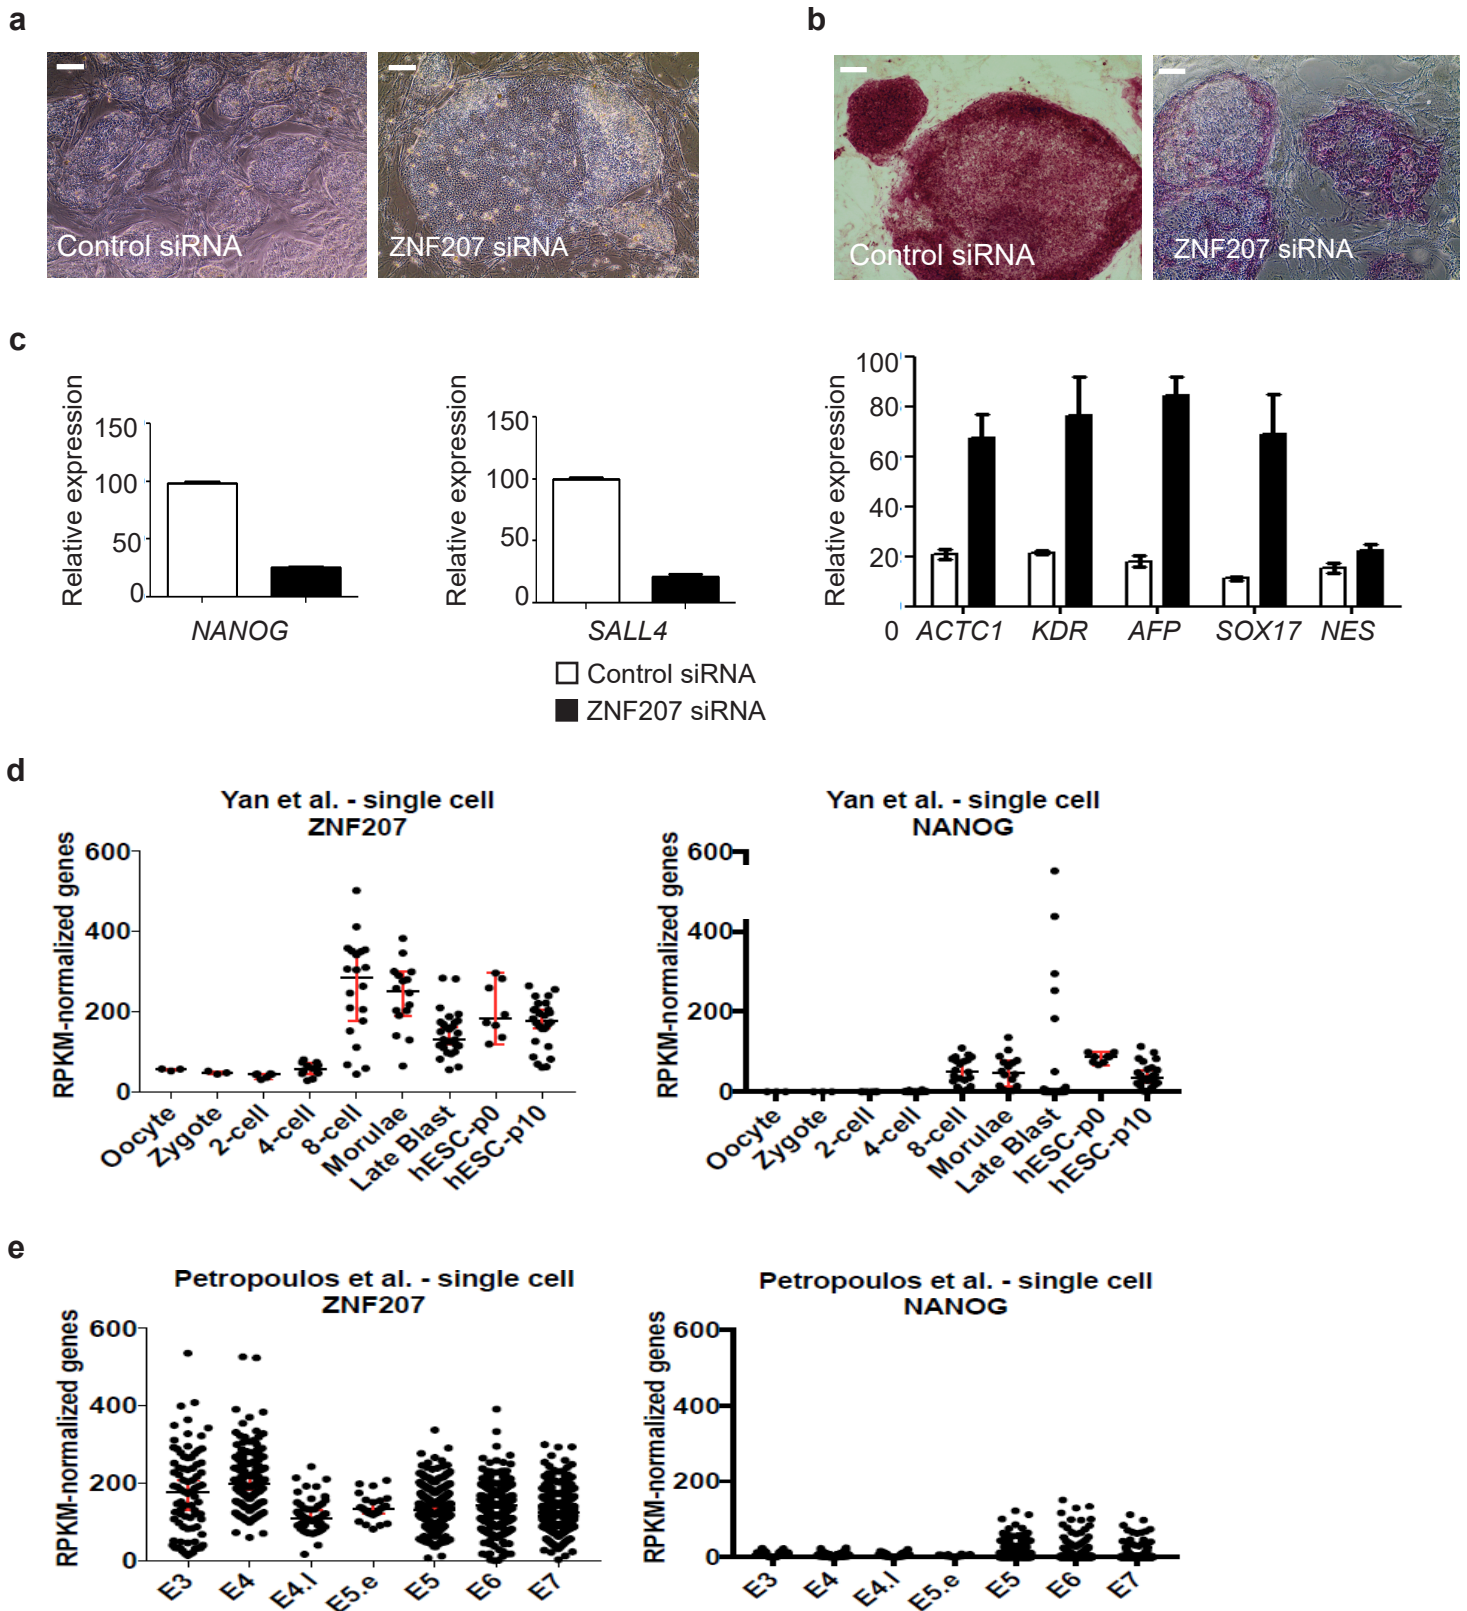 a
b
Control siRNA
ZNF207 siRNA
Control siRNA
ZNF207 siRNA
c
Relative expression
150
100
50
0
NANOG
Relative expression
150
100
50
0
SALL4
Relative expression
100
80
60
40
20
0
ACTC1 KDR AFP SOX17 NES
Control siRNA
ZNF207 siRNA
d
Yan et al. - single cell
ZNF207
RPKM-normalized genes
600
400
200
0
Oocyte
Zygote
2-cell
4-cell
8-cell
Morulae
Late Blast
hESC-p0
hESC-p10
Yan et al. - single cell
NANOG
RPKM-normalized genes
600
400
200
0
Oocyte
Zygote
2-cell
4-cell
8-cell
Morulae
Late Blast
hESC-p0
hESC-p10
e
Petropoulos et al. - single cell
ZNF207
RPKM-normalized genes
600
400
200
0
E3
E4
E4.l
E5.e
E5
E6
E7
Petropoulos et al. - single cell
NANOG
RPKM-normalized genes
600
400
200
0
E3
E4
E4.l
E5.e
E5
E6
E7